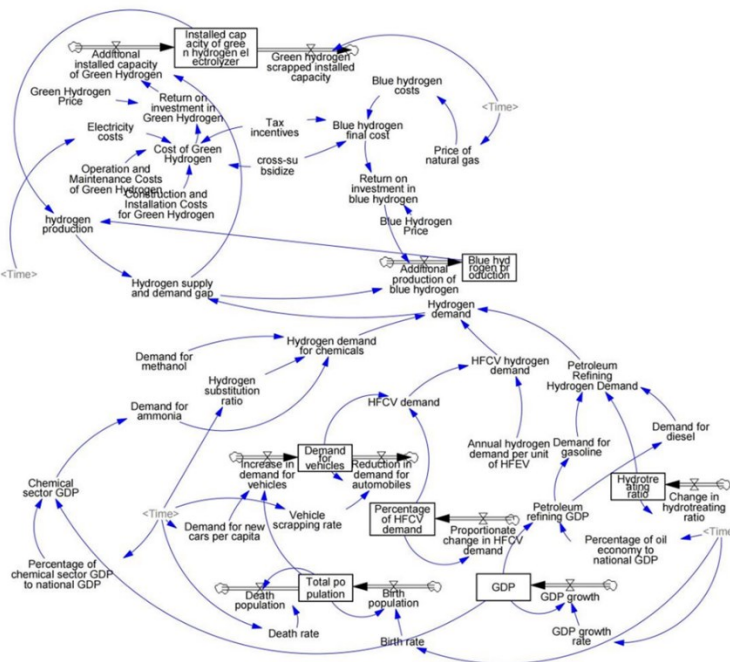 Installed cap
acity of gree
n hydrogen el
ectrolyzer
Additional
installed capacity
of Green Hydrogen
Green hydrogen
scrapped installed
capacity
Blue hydrogen
costs
<Time>
Green Hydrogen
Price
Return on
investment in
Green Hydrogen
Electricity
costs
Tax
incentives
Blue hydrogen
final cost
Cost of Green
Hydrogen
cross-su
bsidize
Price of
natural gas
Operation and
Maintenance Costs
of Green Hydrogen
Construction and
Installation Costs
for Green Hydrogen
Return on
investment in
blue hydrogen
Blue Hydrogen
Price
hydrogen
production
<Time>
Hydrogen supply
and demand gap
Additional
production of
blue hydrogen
Blue hyd
rogen pr
oduction
Hydrogen
demand
Hydrogen demand
for chemicals
Demand for
methanol
HFCV hydrogen
demand
Petroleum
Refining
Hydrogen Demand
Hydrogen
substitution
ratio
HFCV demand
Demand for
ammonia
Demand for
diesel
Annual hydrogen
demand per unit
of HFEV
Demand for
gasoline
Demand
for
vehicles
Increase in
demand for
vehicles
Reduction in
demand for
automobiles
Chemical
sector GDP
Hydrotre
ating ratio
Change in
hydrotreating ratio
<Time>
Demand for new
cars per capita
Vehicle
scrapping rate
Percentage
of HFCV
demand
Proportionate
change in HFCV
demand
Petroleum
refining GDP
<Time>
Percentage of oil
economy to
national GDP
Percentage of
chemical sector GDP
to national GDP
Death
population
Total po
pulation
Birth
population
GDP
GDP growth
Death rate
Birth rate
GDP growth
rate